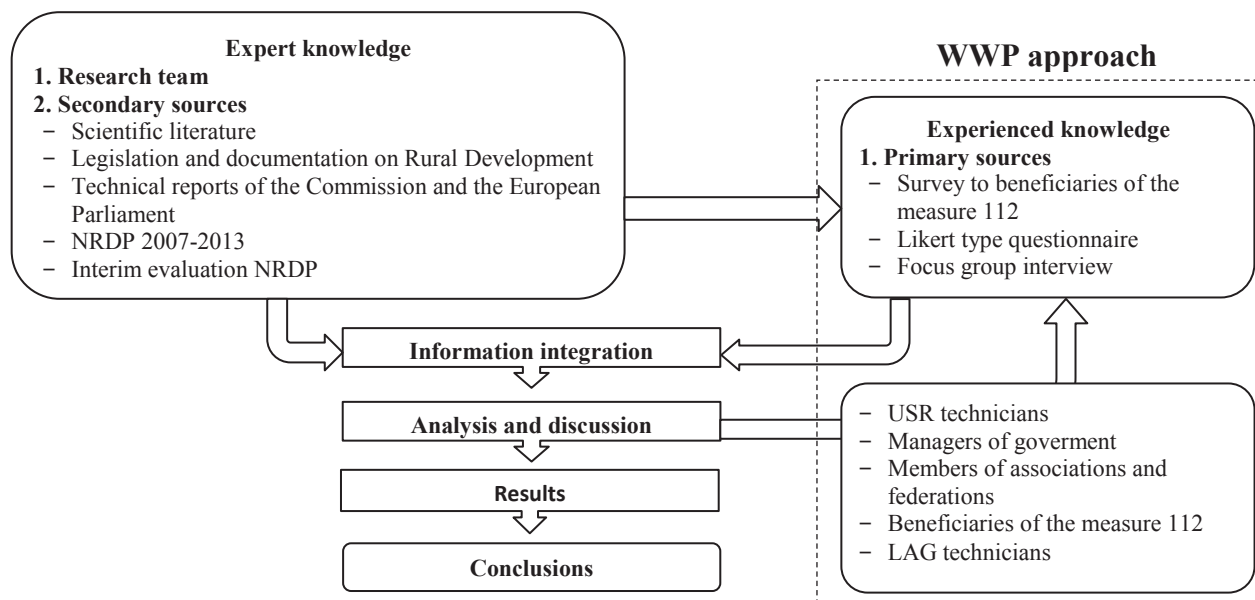 Expert knowledge
1. Research team
2. Secondary sources
− Scientific literature
− Legislation and documentation on Rural Development
− Technical reports of the Commission and the European
Parliament
− NRDP 2007-2013
− Interim evaluation NRDP
WWP approach
Experienced knowledge
1. Primary sources
− Survey to beneficiaries of the
measure 112
− Likert type questionnaire
− Focus group interview
Information integration
Analysis and discussion
Results
Conclusions
− USR technicians
− Managers of goverment
− Members of associations and
federations
− Beneficiaries of the measure 112
− LAG technicians